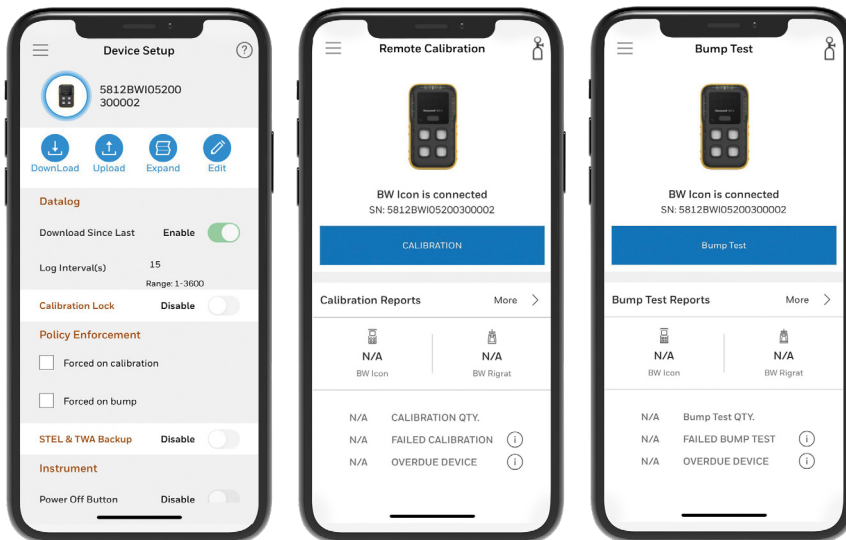 Device Setup
?
5812BWI05200
300002
DownLoad Upload Expand Edit
Datalog
Download Since Last Enable
Log Interval(s) 15
Range: 1-3600
Calibration Lock Disable
Policy Enforcement
Forced on calibration
Forced on bump
STEL & TWA Backup Disable
Instrument
Power Off Button Disable
Remote Calibration
BW Icon is connected
SN: 5812BWI05200300002
CALIBRATION
Calibration Reports More >
N/A N/A
BW Icon BW Rigrat
N/A CALIBRATION QTY.
N/A FAILED CALIBRATION i
N/A OVERDUE DEVICE i
Bump Test
BW Icon is connected
SN: 5812BWI05200300002
Bump Test
Bump Test Reports More >
N/A N/A
BW Icon BW Rigrat
N/A Bump Test QTY.
N/A FAILED BUMP TEST i
N/A OVERDUE DEVICE i